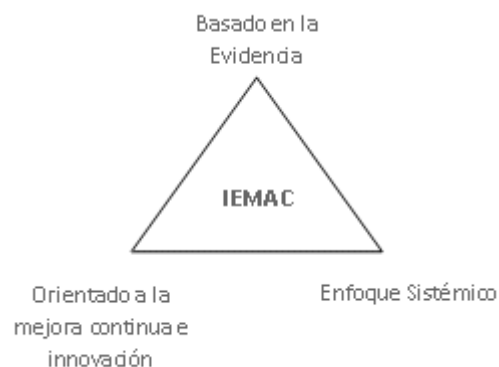 Basado en la
Evidencia
IEMAC
Orientado a la
mejora continua e
innovación
Enfoque Sistémico